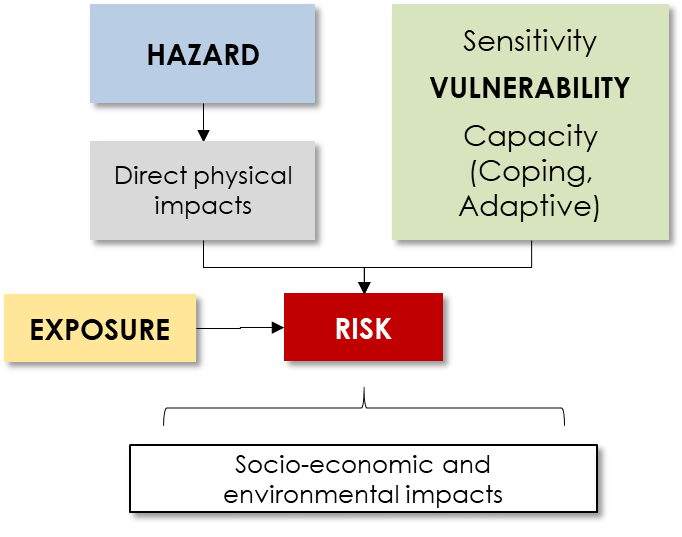 HAZARD
Direct physical
impacts
Sensitivity
VULNERABILITY
Capacity
(Coping,
Adaptive)
EXPOSURE
RISK
Socio-economic and
environmental impacts